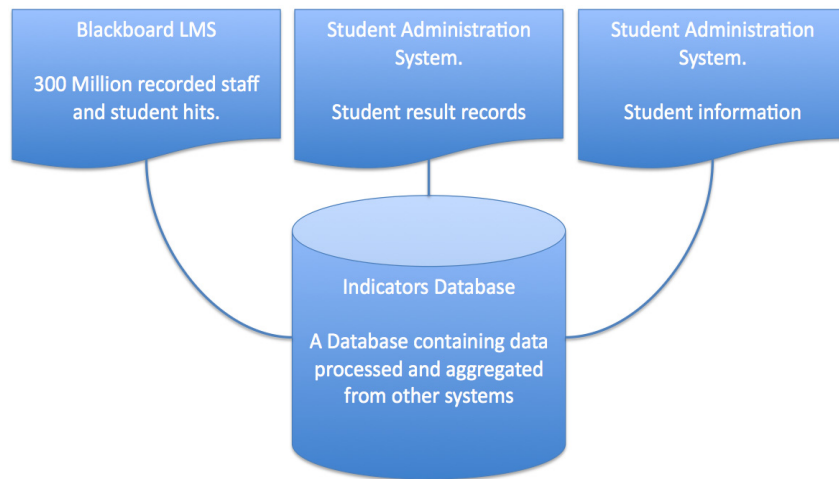 Blackboard LMS
300 Million recorded staff
and student hits.
Student Administration
System.
Student result records
Student Administration
System.
Student information
Indicators Database
A Database containing data
processed and aggregated
from other systems